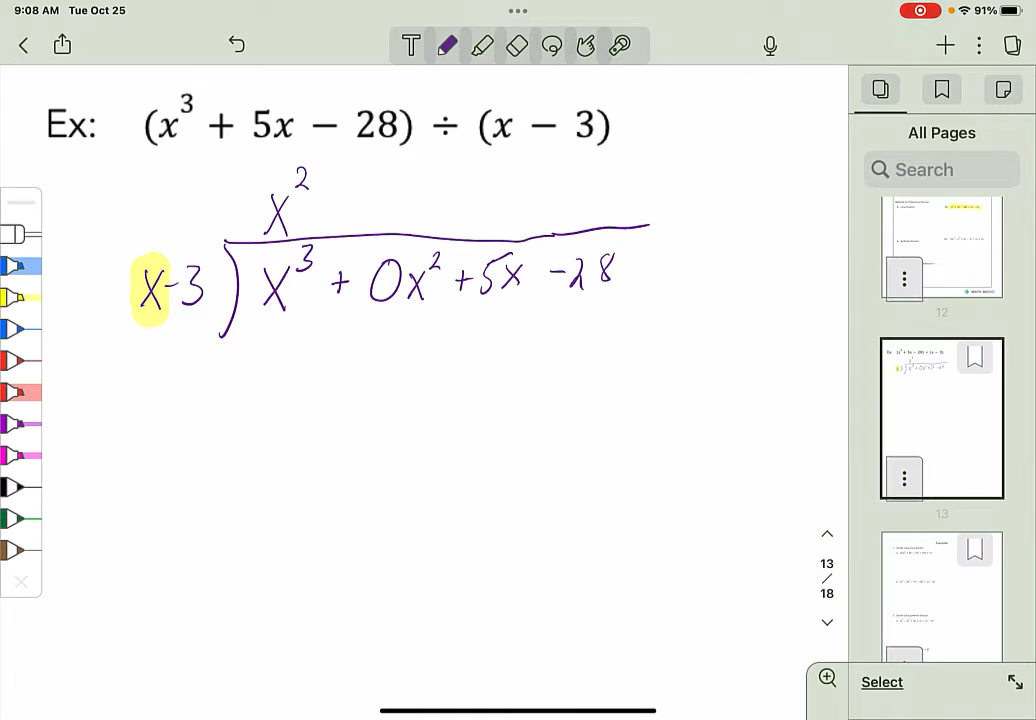 9:08 AM Tue Oct 25
91%
T
Ex: (x³ + 5x − 28) ÷ (x − 3)
x²
x-3 ) x³ + 0x² +5x -28
All Pages
Search
12
13
13
/
18
Select